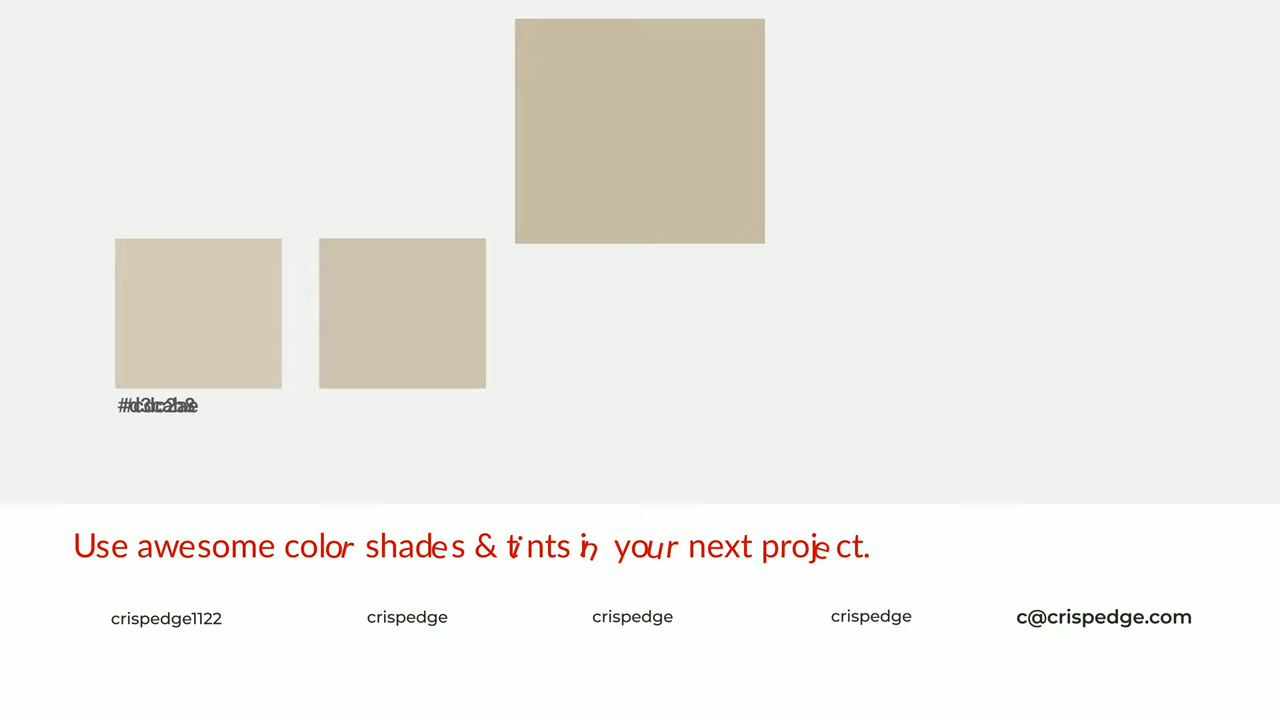 Use awesome color shades & tints in your next project.
crispedge1122 crispedge crispedge crispedge c@crispedge.com